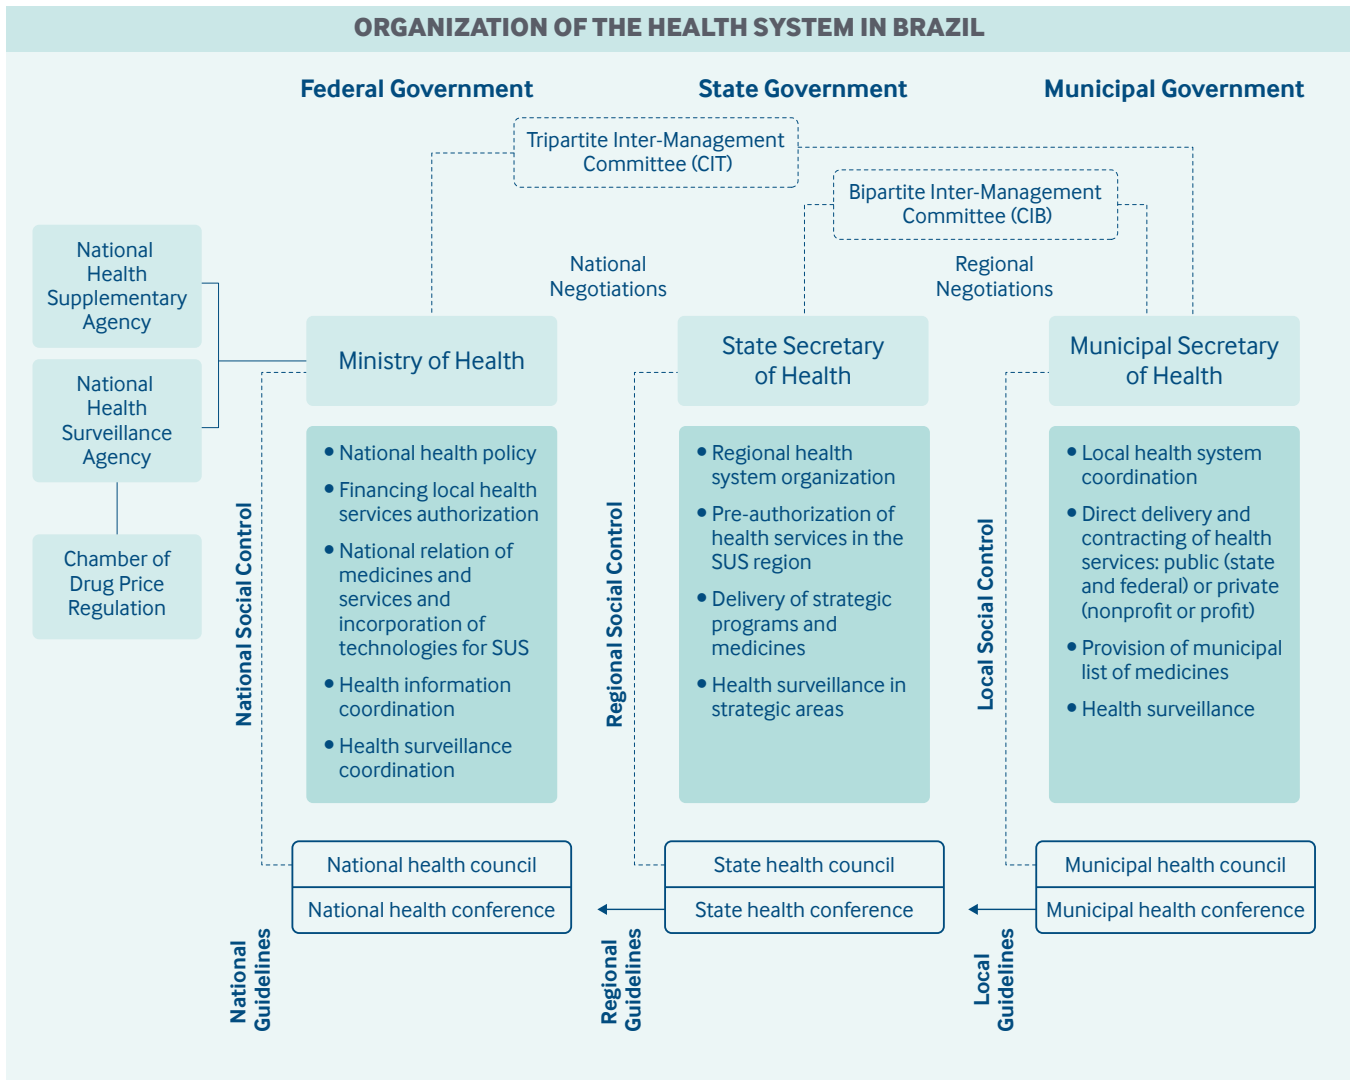 ORGANIZATION OF THE HEALTH SYSTEM IN BRAZIL
Federal Government
State Government
Municipal Government
Tripartite Inter-Management
Committee (CIT)
Bipartite Inter-Management
Committee (CIB)
National
Negotiations
Regional
Negotiations
National
Health
Supplementary
Agency
National
Health
Surveillance
Agency
Chamber of
Drug Price
Regulation
Ministry of Health
State Secretary
of Health
Municipal Secretary
of Health
National Social Control
• National health policy
• Financing local health
services authorization
• National relation of
medicines and
services and
incorporation of
technologies for SUS
• Health information
coordination
• Health surveillance
coordination
Regional Social Control
• Regional health
system organization
• Pre-authorization of
health services in the
SUS region
• Delivery of strategic
programs and
medicines
• Health surveillance in
strategic areas
Local Social Control
• Local health system
coordination
• Direct delivery and
contracting of health
services: public (state
and federal) or private
(nonprofit or profit)
• Provision of municipal
list of medicines
• Health surveillance
National health council
National health conference
State health council
State health conference
Municipal health council
Municipal health conference
National
Guidelines
Regional
Guidelines
Local
Guidelines